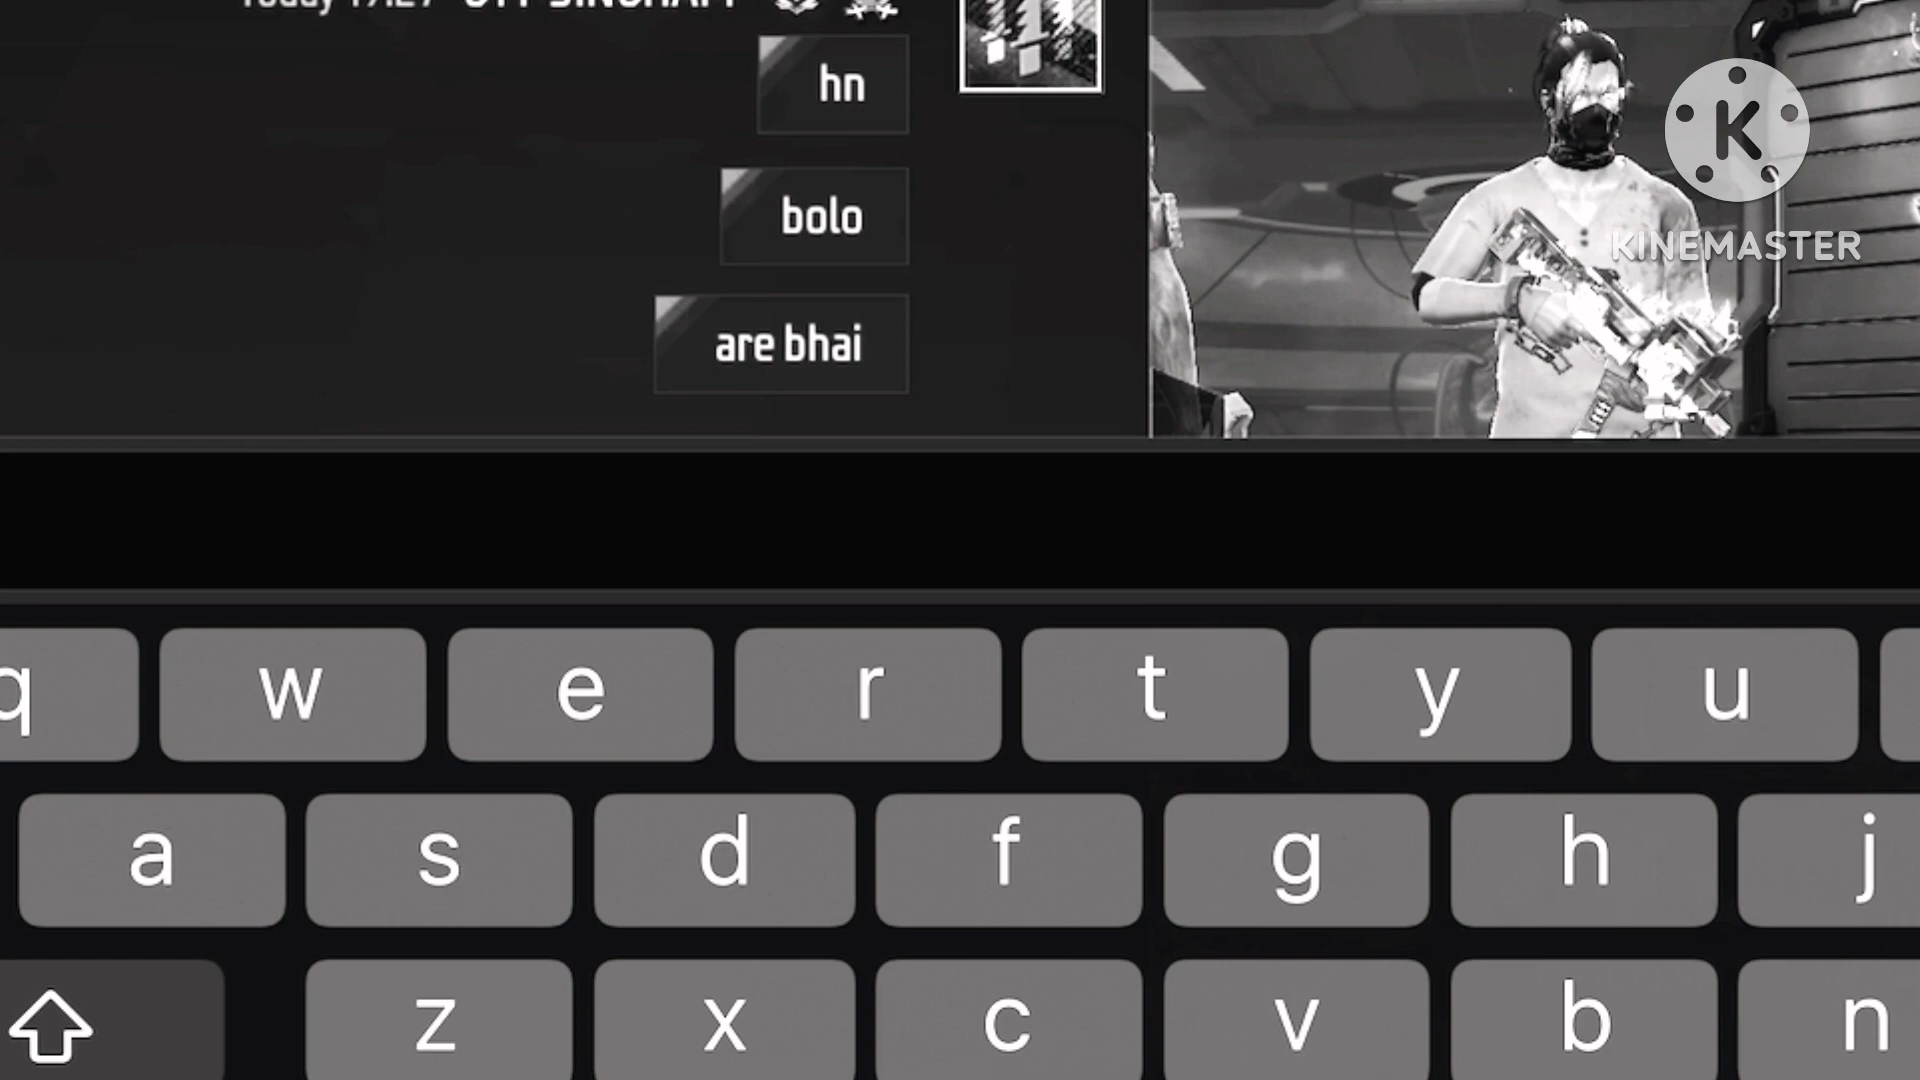 hn
bolo
are bhai
K
KINEMASTER
q w e r t y u
a s d f g h j
z x c v b n